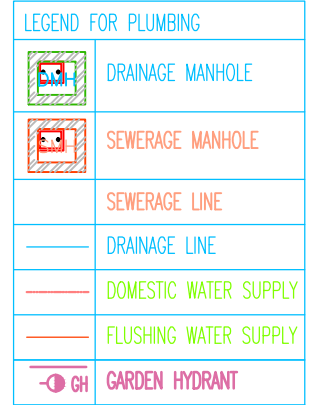 LEGEND FOR PLUMBING
DMH
DRAINAGE MANHOLE
SEWERAGE MANHOLE
SEWERAGE LINE
DRAINAGE LINE
DOMESTIC WATER SUPPLY
FLUSHING WATER SUPPLY
GH
GARDEN HYDRANT